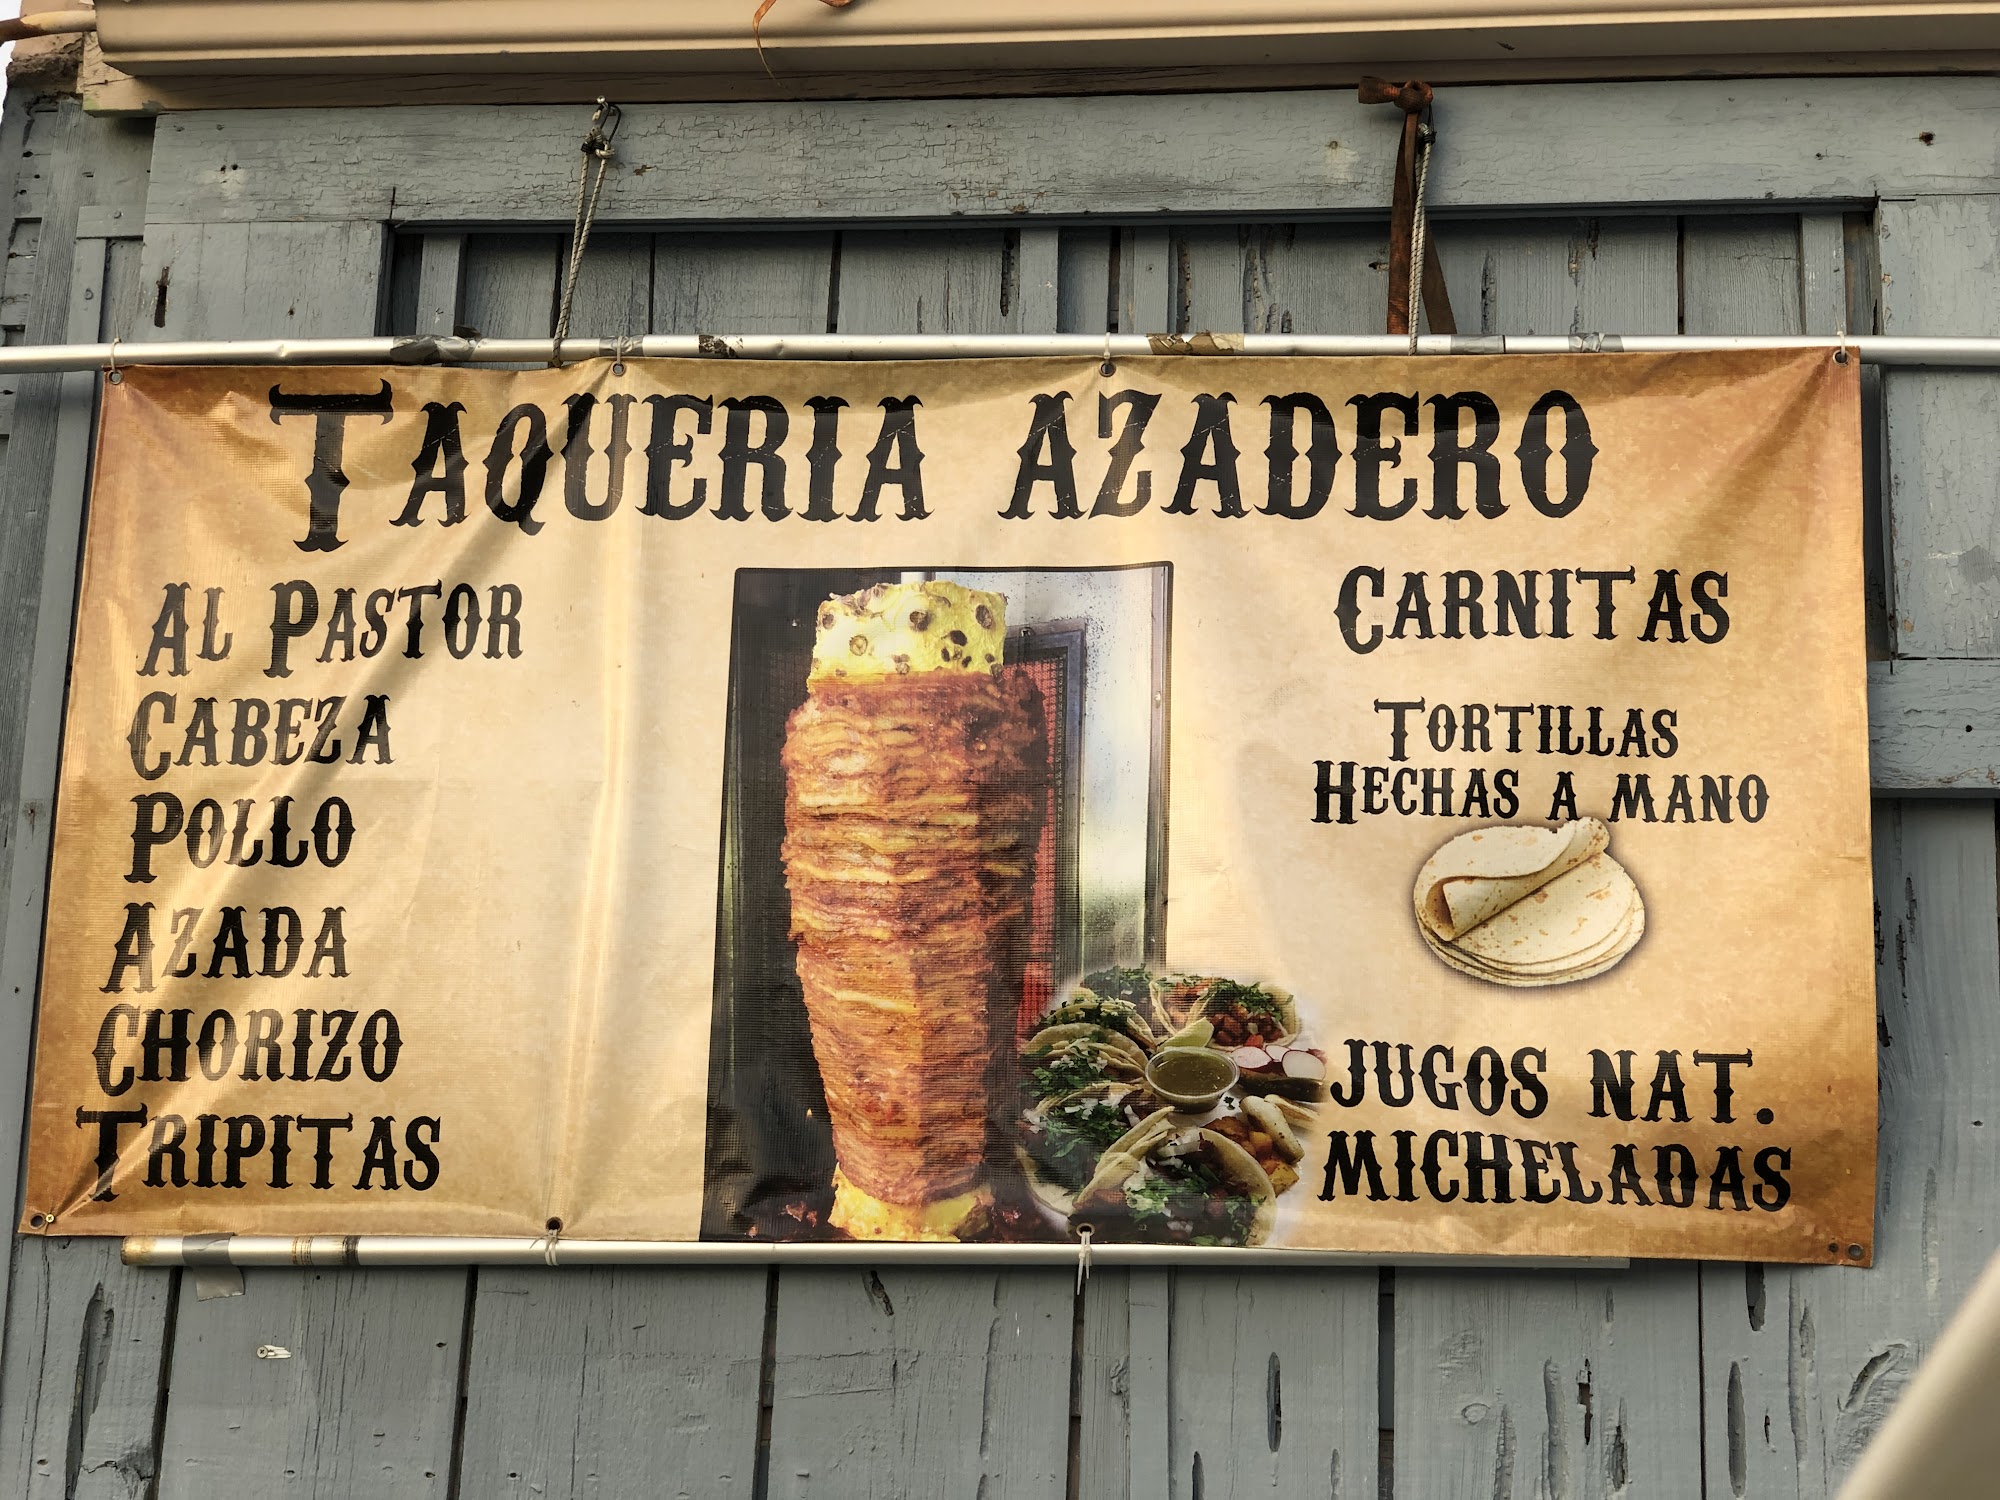 TAQUERIA AZADERO
AL PASTOR
CABEZA
POLLO
AZADA
CHORIZO
TRIPITAS
CARNITAS
TORTILLAS
HECHAS A MANO
JUGOS NAT.
MICHELADAS